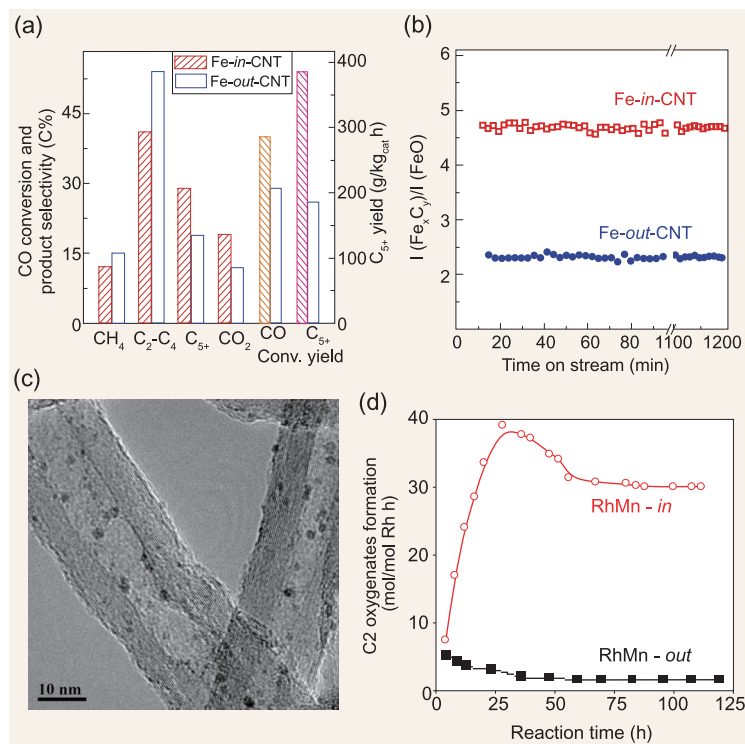 (a)
Fe-in-CNT
Fe-out-CNT
CO conversion and
product selectivity (C%)
45
30
15
0
400
300
200
100
0
C5+ yield (g/kgcat h)
CH4
C2-C4
C5+
CO2
CO
Conv.
C5+
yield
(b)
I (FexCy)/I (FeO)
6
5
4
3
2
Fe-in-CNT
Fe-out-CNT
0
20
40
60
80
1100
1200
Time on stream (min)
(c)
10 nm
(d)
C2 oxygenates formation
(mol/mol Rh h)
40
30
20
10
0
RhMn - in
RhMn - out
0
25
50
75
100
125
Reaction time (h)